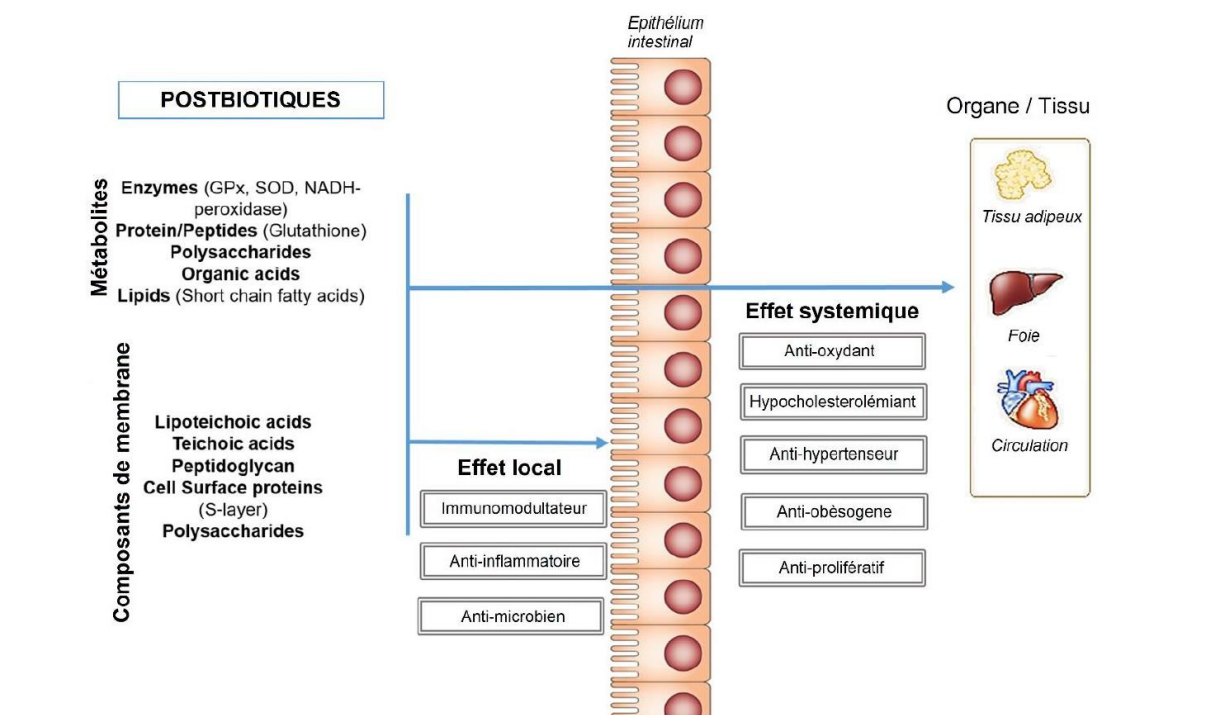 Epithélium
intestinal
POSTBIOTIQUES
Organe / Tissu
Métabolites
Enzymes (GPx, SOD, NADH-
peroxidase)
Protein/Peptides (Glutathione)
Polysaccharides
Organic acids
Lipids (Short chain fatty acids)
Composants de membrane
Lipoteichoic acids
Teichoic acids
Peptidoglycan
Cell Surface proteins
(S-layer)
Polysaccharides
Effet local
Immunomodultateur
Anti-inflammatoire
Anti-microbien
Effet systemique
Anti-oxydant
Hypocholesterolémiant
Anti-hypertenseur
Anti-obèsogene
Anti-prolifératif
Tissu adipeux
Foie
Circulation